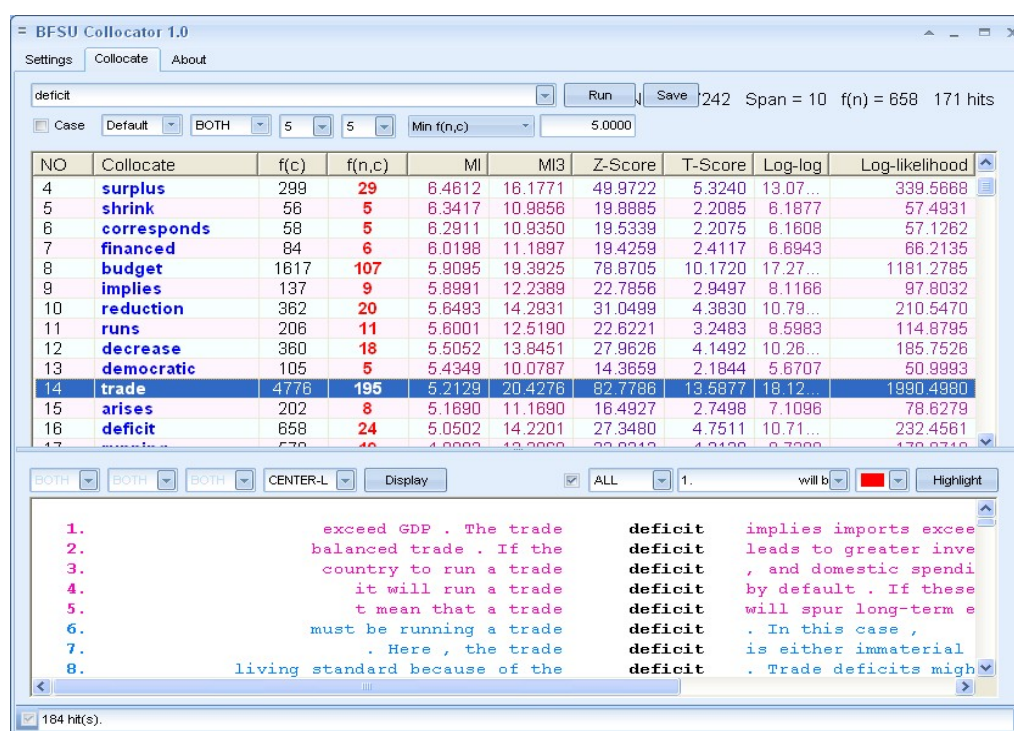 BFSU Collocator 1.0
Settings Collocate About
deficit Run Save 7242 Span = 10 f(n) = 658 171 hits
Case Default BOTH 5 5 Min f(n,c) 5.0000
NO Collocate f(c) f(n,c) MI MI3 Z-Score T-Score Log-log Log-likelihood
4 surplus 299 29 6.4612 16.1771 49.9722 5.3240 13.07... 339.5668
5 shrink 56 5 6.3417 10.9856 19.8885 2.2085 6.1877 57.4931
6 corresponds 58 5 6.2911 10.9350 19.5339 2.2075 6.1608 57.1262
7 financed 84 6 6.0198 11.1897 19.4259 2.4117 6.6943 66.2135
8 budget 1617 107 5.9095 19.3925 78.8705 10.1720 17.27... 1181.2785
9 implies 137 9 5.8991 12.2389 22.7856 2.9497 8.1166 97.8032
10 reduction 362 20 5.6493 14.2931 31.0499 4.3830 10.79... 210.5470
11 runs 206 11 5.6001 12.5190 22.6221 3.2483 8.5983 114.8795
12 decrease 360 18 5.5052 13.8451 27.9628 4.1492 10.26... 185.7526
13 democratic 105 5 5.4349 10.0787 14.3659 2.1844 5.6707 50.9993
14 trade 4776 195 5.2129 20.4276 82.7786 13.5877 18.12... 1990.4980
15 arises 202 8 5.1690 11.1690 16.4927 2.7498 7.1096 78.6279
16 deficit 658 24 5.0502 14.2201 27.3480 4.7511 10.71... 232.4561
BOTH BOTH BOTH CENTER-L Display ALL 1. will b Highlight
1. exceed GDP . The trade deficit implies imports excee
2. balanced trade . If the deficit leads to greater inve
3. country to run a trade deficit , and domestic spendi
4. it will run a trade deficit by default . If these
5. t mean that a trade deficit will spur long-term e
6. must be running a trade deficit . In this case ,
7. . Here , the trade deficit is either immaterial
8. living standard because of the deficit . Trade deficits migh
184 hit(s).